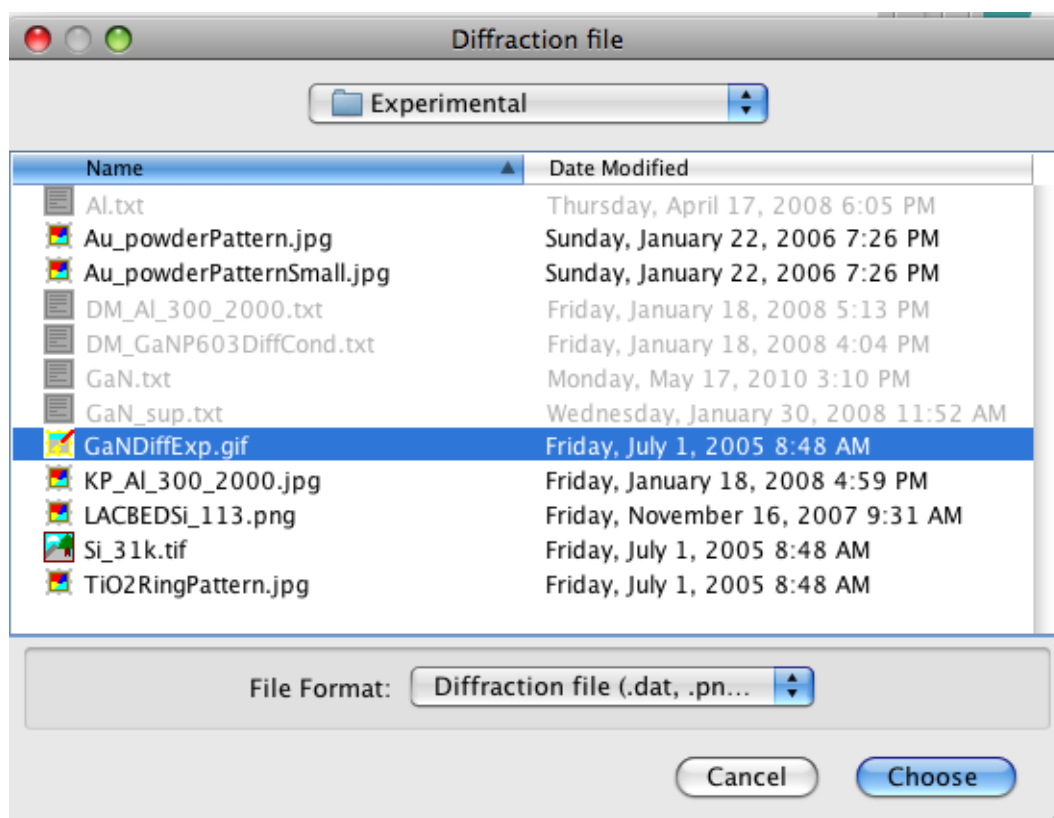 Diffraction file
Experimental
Name Date Modified
Al.txt Thursday, April 17, 2008 6:05 PM
Au_powderPattern.jpg Sunday, January 22, 2006 7:26 PM
Au_powderPatternSmall.jpg Sunday, January 22, 2006 7:26 PM
DM_Al_300_2000.txt Friday, January 18, 2008 5:13 PM
DM_GaNP603DiffCond.txt Friday, January 18, 2008 4:04 PM
GaN.txt Monday, May 17, 2010 3:10 PM
GaN_sup.txt Wednesday, January 30, 2008 11:52 AM
GaNDiffExp.gif Friday, July 1, 2005 8:48 AM
KP_Al_300_2000.jpg Friday, January 18, 2008 4:59 PM
LACBEDSi_113.png Friday, November 16, 2007 9:31 AM
Si_31k.tif Friday, July 1, 2005 8:48 AM
TiO2RingPattern.jpg Friday, July 1, 2005 8:48 AM
File Format: Diffraction file (.dat, .pn...
Cancel Choose